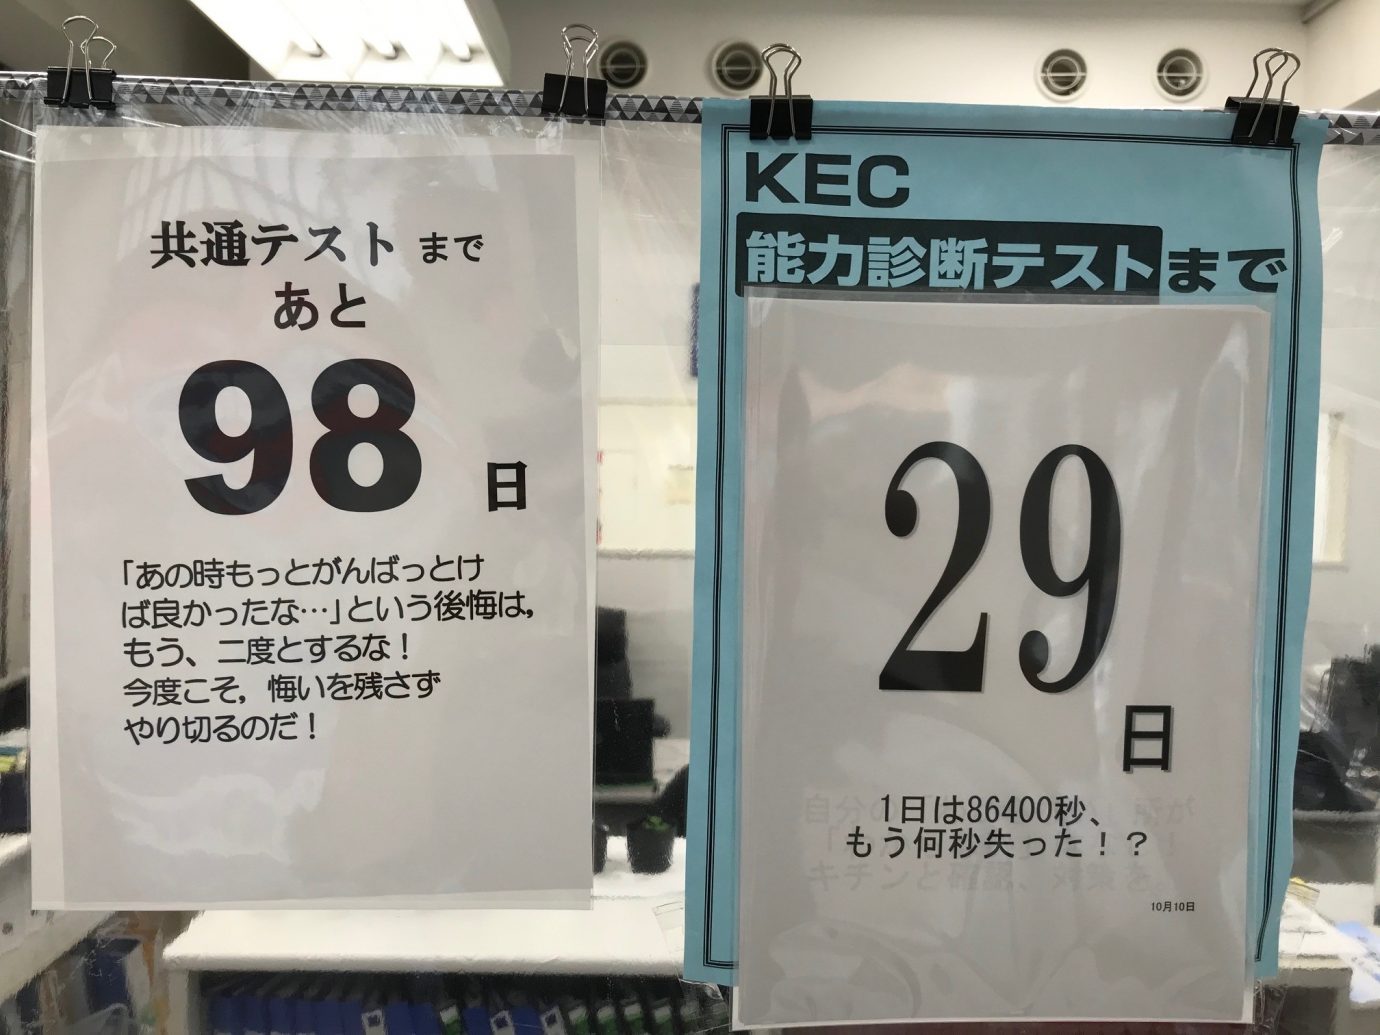 共通テスト まで
あと
98
日
「あの時もっとがんばっとけ
ば良かったな…」という後悔は,
もう、二度とするな！
今度こそ, 悔いを残さず
やり切るのだ！
KEC
能力診断テストまで
29
日
1日は86400秒、
もう何秒失った！？
10月10日